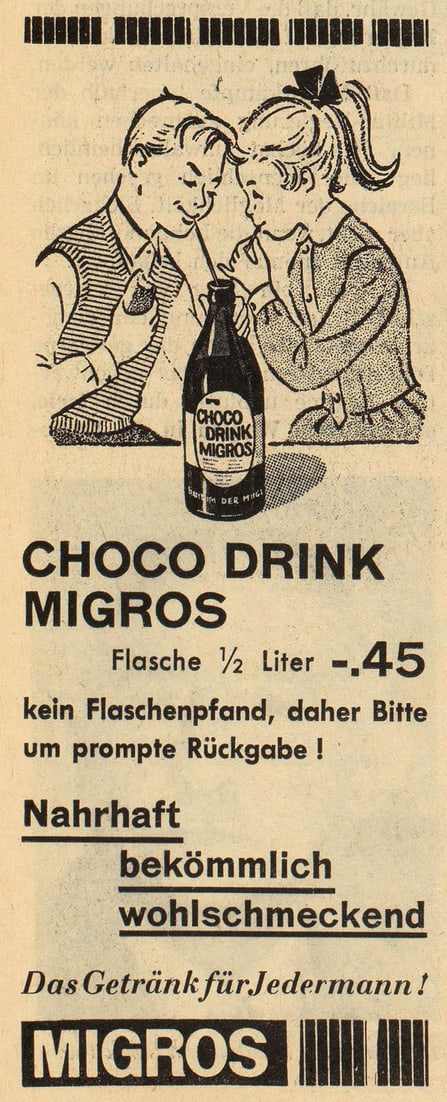 CHOCO
DRINK
MIGROS
DER
CHOCO DRINK
MIGROS
Flasche ½ Liter -.45
kein Flaschenpfand, daher Bitte
um prompte Rückgabe !
Nahrhaft
bekömmlich
wohlschmeckend
Das Getränk für Jedermann !
MIGROS